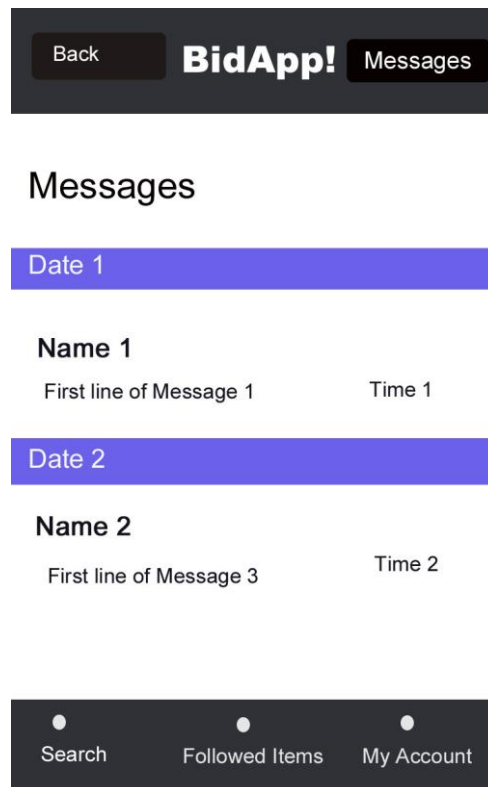 Back BidApp! Messages
Messages
Date 1
Name 1
First line of Message 1 Time 1
Date 2
Name 2
First line of Message 3 Time 2
Search Followed Items My Account